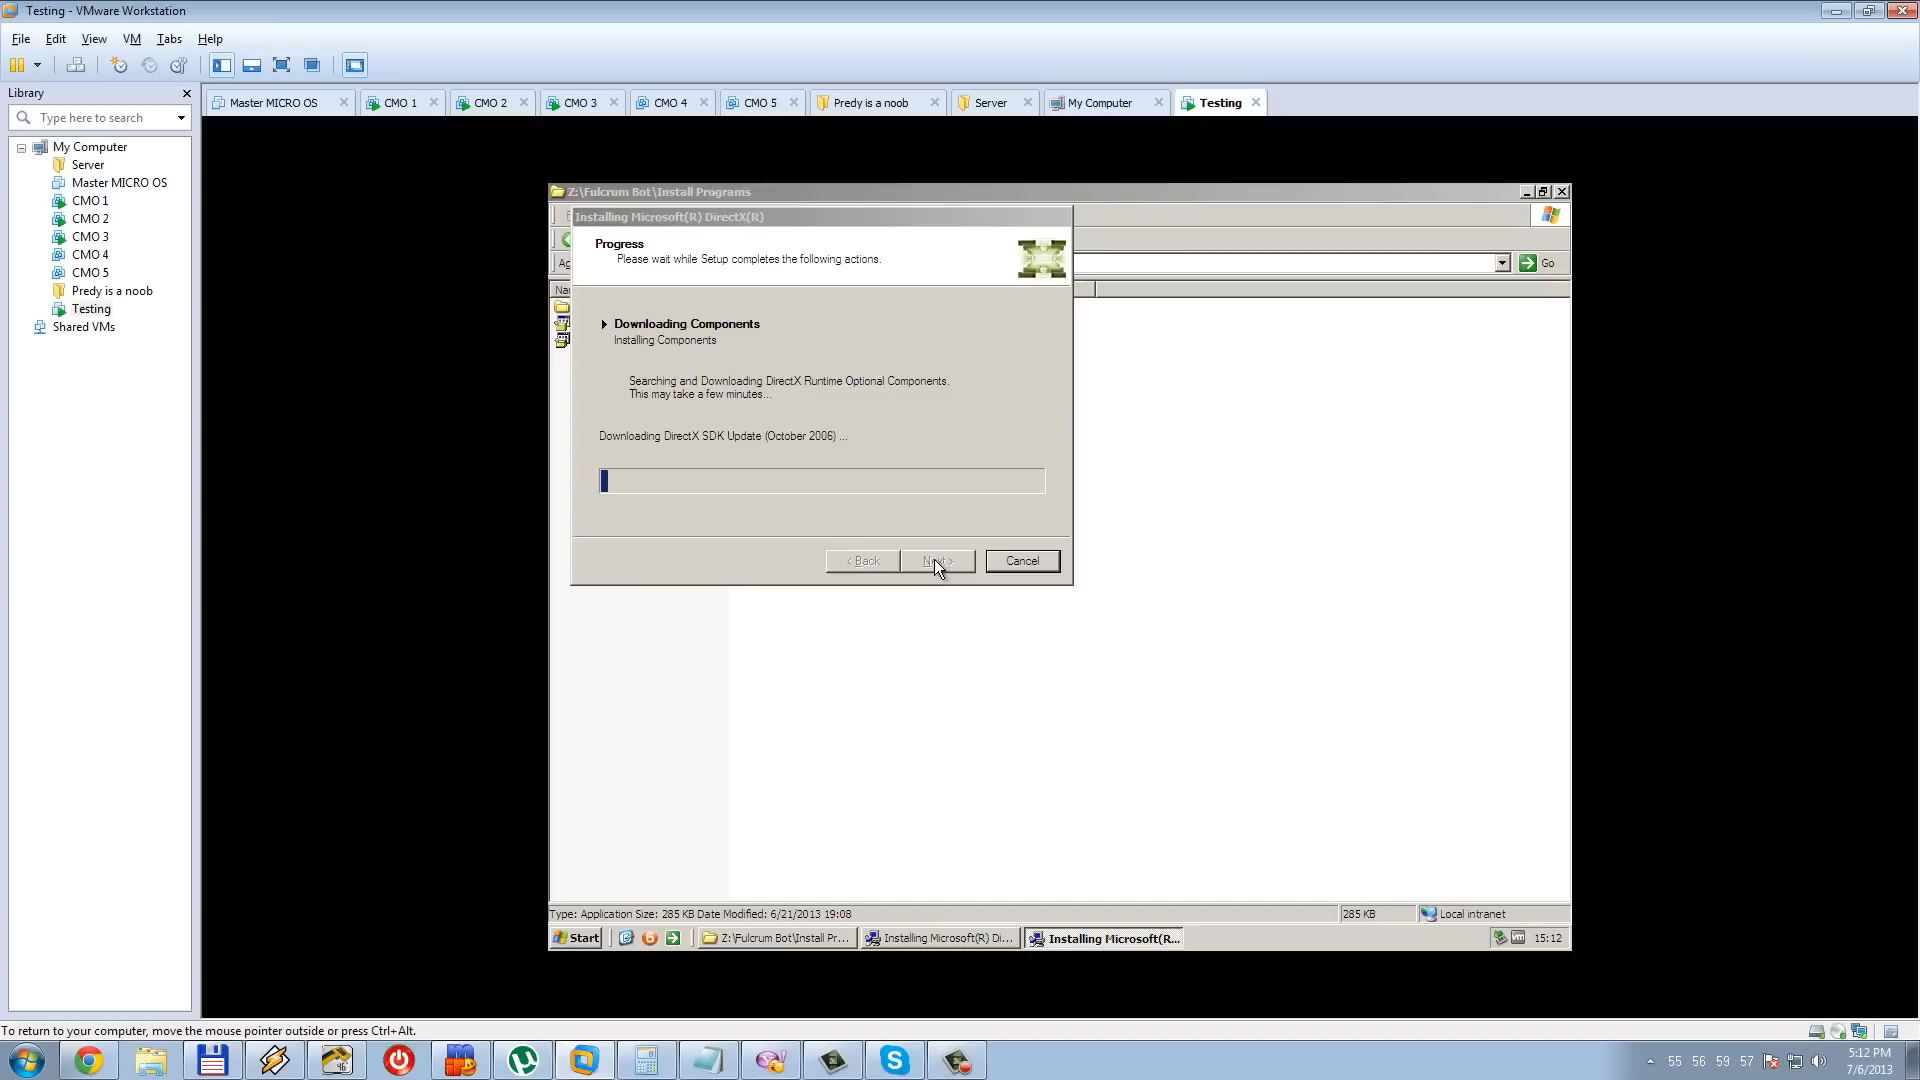 Testing - VMware Workstation
File Edit View VM Tabs Help
Library
Type here to search
My Computer
Server
Master MICRO OS
CMO 1
CMO 2
CMO 3
CMO 4
CMO 5
Predy is a noob
Testing
Shared VMs
Master MICRO OS CMO 1 CMO 2 CMO 3 CMO 4 CMO 5 Predy is a noob Server My Computer Testing
Z:\Fulcrum Bot\Install Programs
Installing Microsoft(R) DirectX(R)
Progress
Please wait while Setup completes the following actions.
Go
Downloading Components
Installing Components
Searching and Downloading DirectX Runtime Optional Components.
This may take a few minutes...
Downloading DirectX SDK Update (October 2006) ...
< Back Next > Cancel
Type: Application Size: 285 KB Date Modified: 6/21/2013 19:08 285 KB Local intranet
Start Z:\Fulcrum Bot\Install Pr... Installing Microsoft(R) Di... Installing Microsoft(R... 15:12
To return to your computer, move the mouse pointer outside or press Ctrl+Alt.
55 56 59 57 5:12 PM
7/6/2013